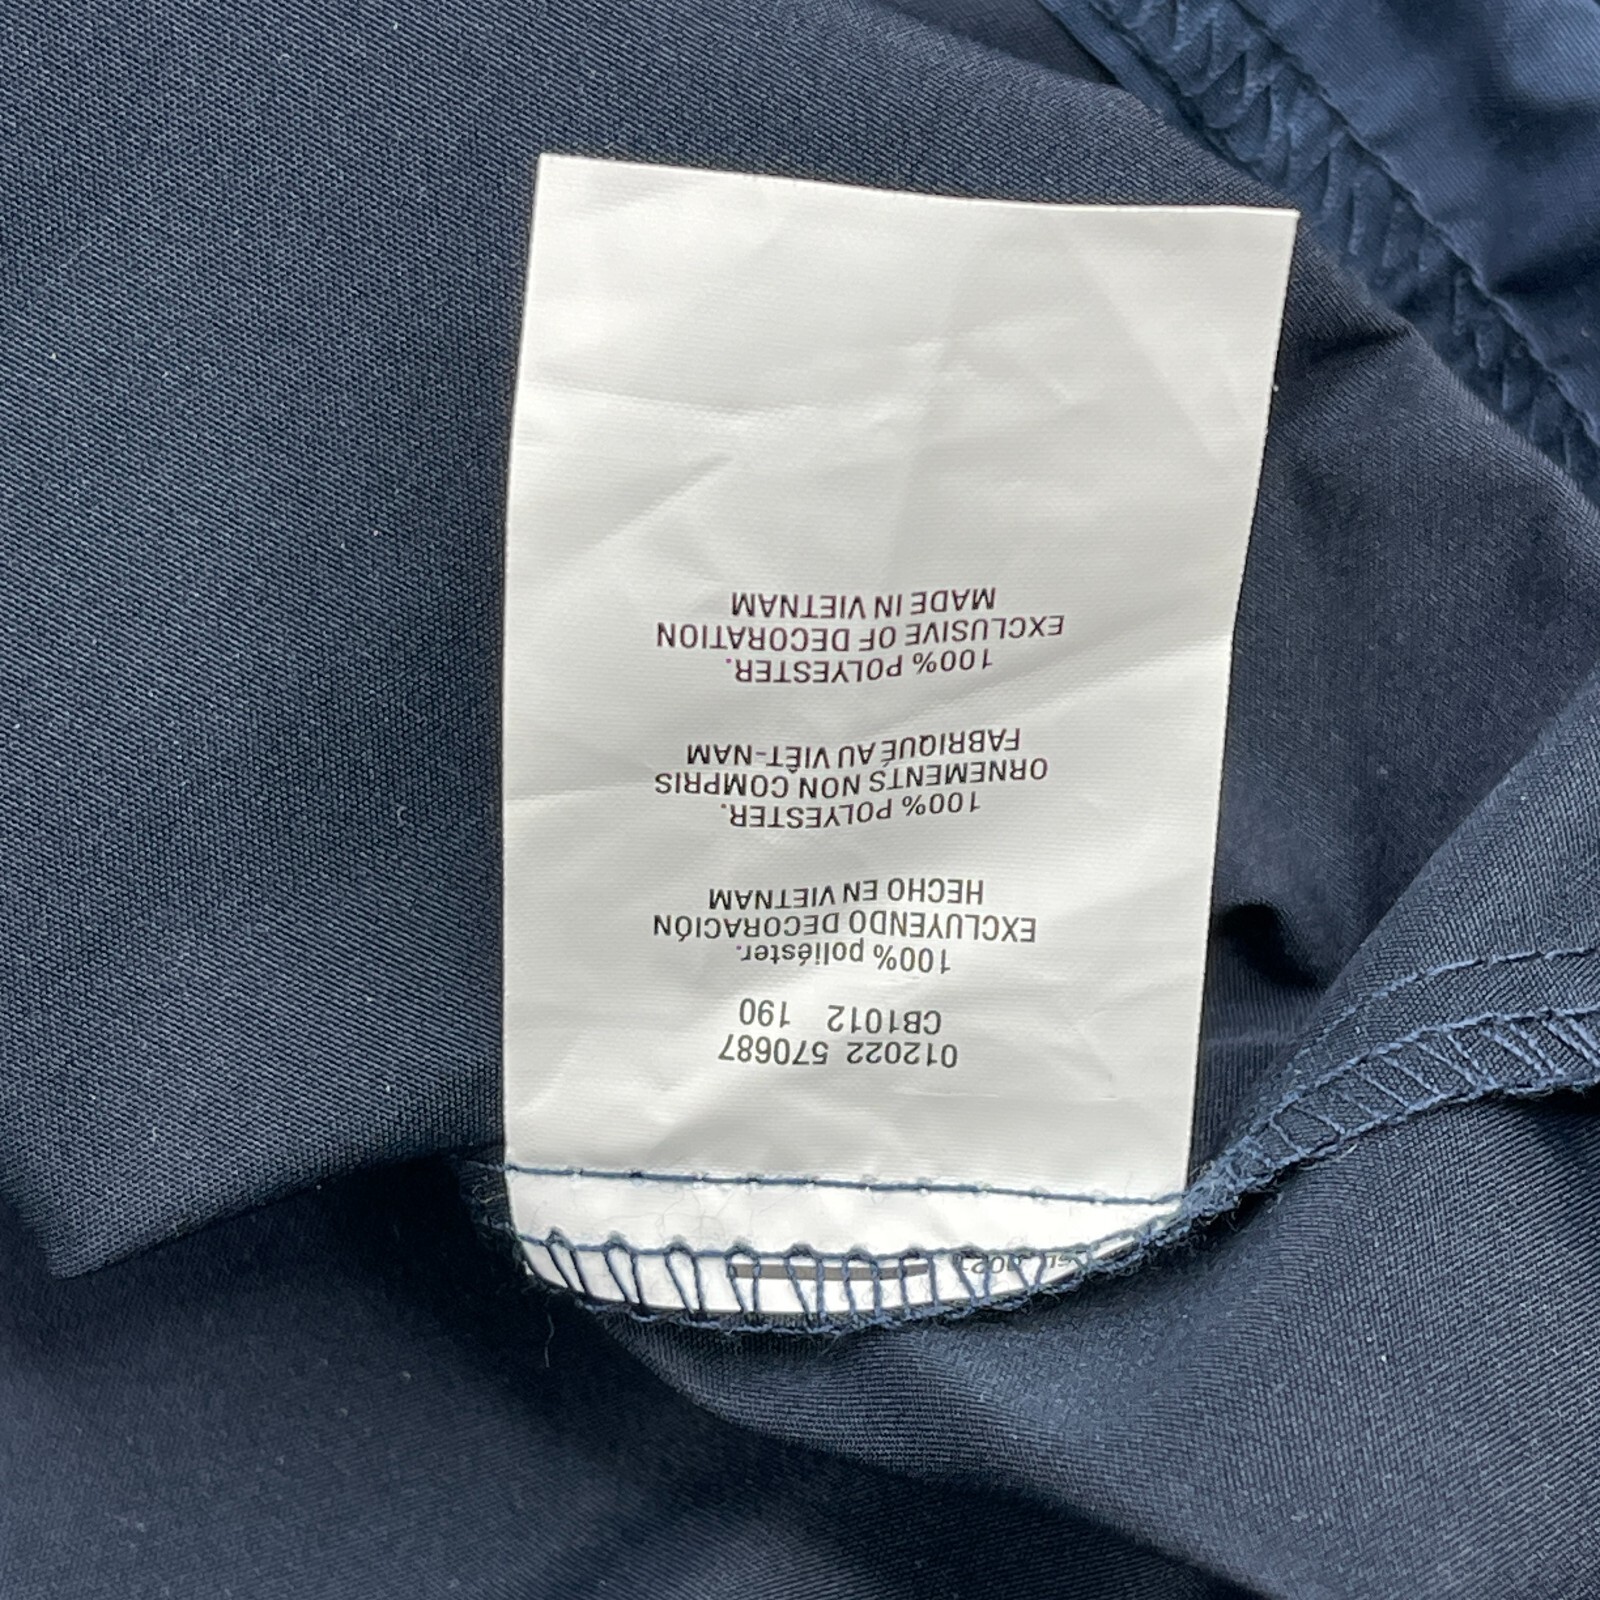 012022 570687
CB1012 190
100% poliéster.
EXCLUYENDO DECORACIÓN
HECHO EN VIETNAM
100% POLYESTER.
ORNEMENTS NON COMPRIS
FABRIQUÉ AU VIÊT-NAM
100% POLYESTER.
EXCLUSIVE OF DECORATION
MADE IN VIETNAM